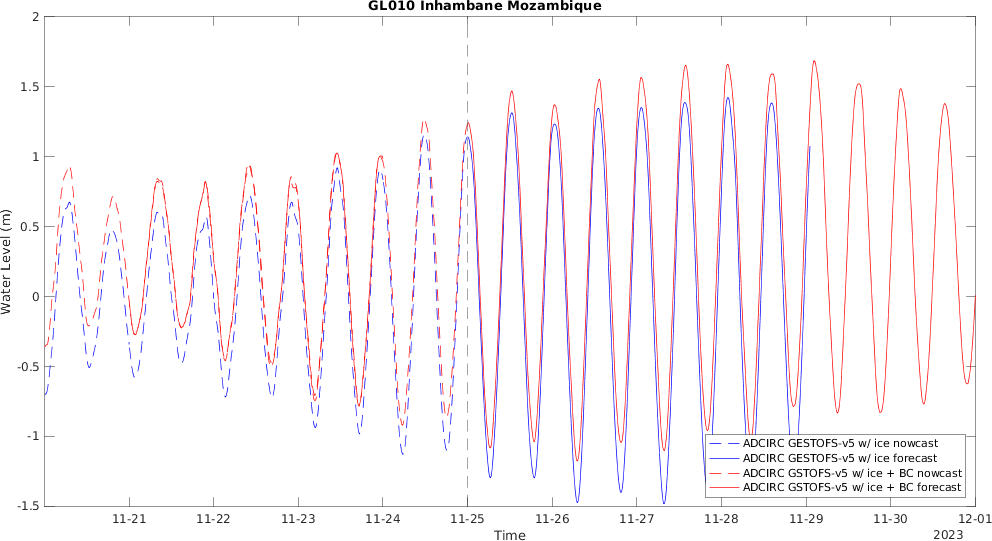 GL010 Inhambane Mozambique
2
1.5
1
0.5
0
-0.5
-1
-1.5
Water Level (m)
ADCIRC GESTOFS-v5 w/ ice nowcast
ADCIRC GESTOFS-v5 w/ ice forecast
ADCIRC GSTOFS-v5 w/ ice + BC nowcast
ADCIRC GSTOFS-v5 w/ ice + BC forecast
11-21 11-22 11-23 11-24 11-25 11-26 11-27 11-28 11-29 11-30 12-01
Time
2023